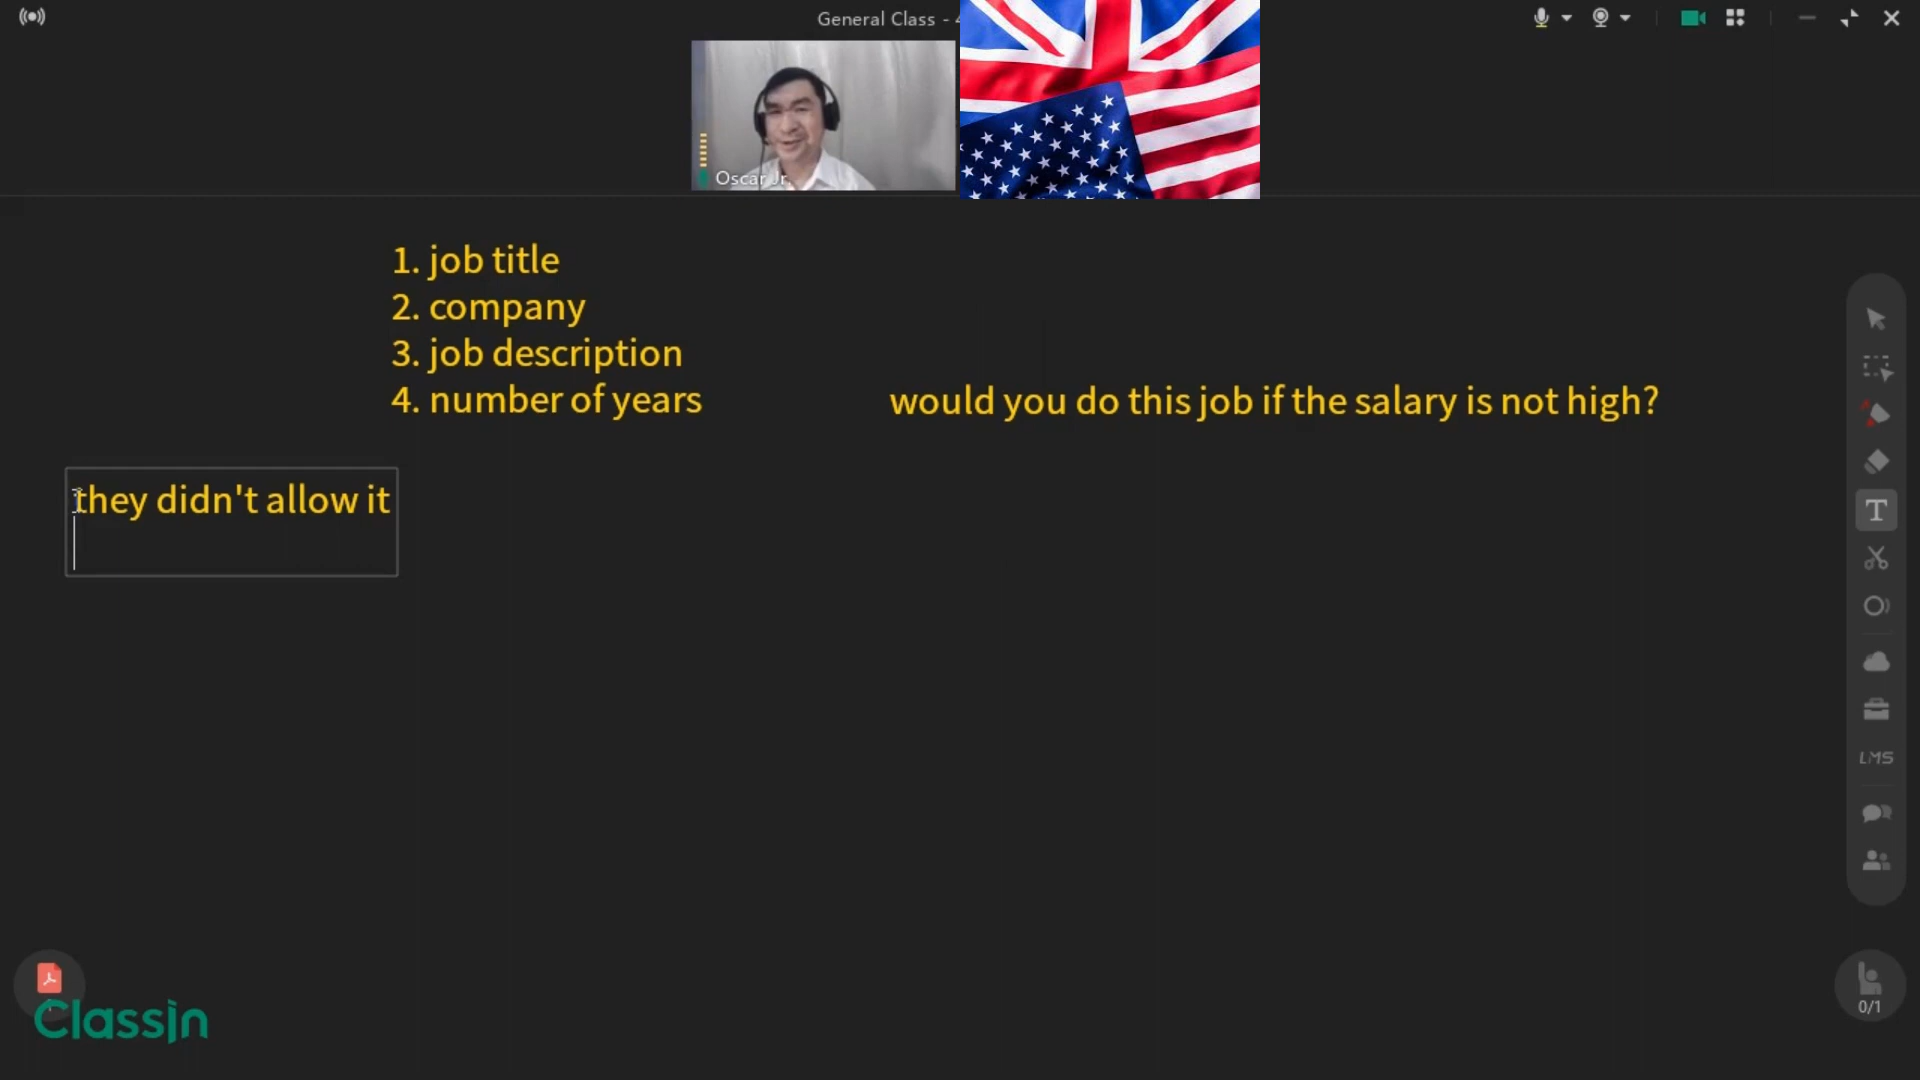 General Class - 4
Oscar Jr.
1. job title
2. company
3. job description
4. number of years
would you do this job if the salary is not high?
they didn't allow it
LMS
0/1
ClassIn